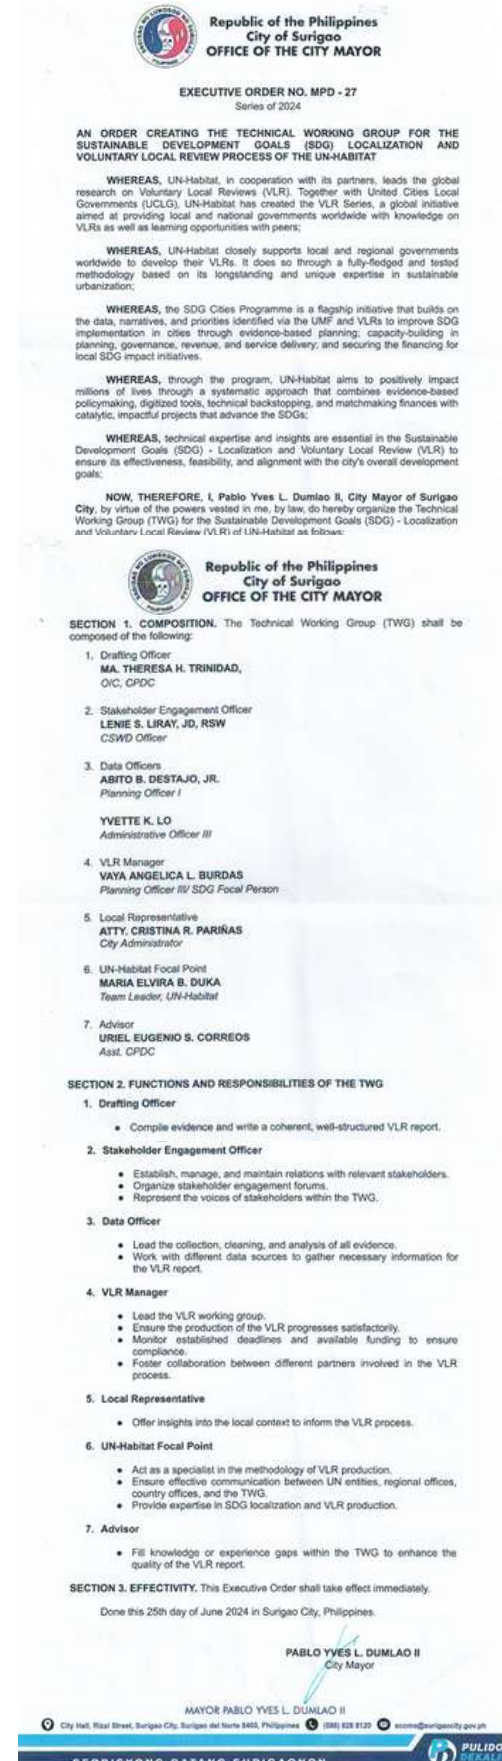 Republic of the Philippines
City of Surigao
OFFICE OF THE CITY MAYOR
EXECUTIVE ORDER NO. MPD - 27
Series of 2024
AN ORDER CREATING THE TECHNICAL WORKING GROUP FOR THE
SUSTAINABLE DEVELOPMENT GOALS (SDG) LOCALIZATION AND
VOLUNTARY LOCAL REVIEW PROCESS OF THE UN-HABITAT
WHEREAS, UN-Habitat, in cooperation with its partners, leads the global
research on Voluntary Local Reviews (VLR). Together with United Cities Local
Governments (UCLG), UN-Habitat has created the VLR Series, a global initiative
aimed at providing local and national governments worldwide with knowledge on
VLRs as well as learning opportunities with peers;
WHEREAS, UN-Habitat closely supports local and regional governments
worldwide to develop their VLRs. It does so through a fully-fledged and tested
methodology based on its longstanding and unique expertise in sustainable
urbanization;
WHEREAS, the SDG Cities Programme is a flagship initiative that builds on
the data, narratives, and priorities identified via the UMF and VLRs to improve SDG
implementation in cities through evidence-based planning; capacity-building in
planning, governance, revenue, and service delivery; and securing the financing for
local SDG impact initiatives.
WHEREAS, through the program, UN-Habitat aims to positively impact
millions of lives through a systematic approach that combines evidence-based
policymaking, digitized tools, technical backstopping, and matchmaking finances with
catalytic, impactful projects that advance the SDGs;
WHEREAS, technical expertise and insights are essential in the Sustainable
Development Goals (SDG) - Localization and Voluntary Local Review (VLR) to
ensure its effectiveness, feasibility, and alignment with the city's overall development
goals;
NOW, THEREFORE, I, Pablo Yves L. Dumlao II, City Mayor of Surigao
City, by virtue of the powers vested in me, by law, do hereby organize the Technical
Working Group (TWG) for the Sustainable Development Goals (SDG) - Localization
and Voluntary Local Review (VLR) of UN-Habitat as follows:
Republic of the Philippines
City of Surigao
OFFICE OF THE CITY MAYOR
SECTION 1. COMPOSITION. The Technical Working Group (TWG) shall be
composed of the following:
1. Drafting Officer
MA. THERESA H. TRINIDAD,
OIC, CPDC
2. Stakeholder Engagement Officer
LENIE S. LIRAY, JD, RSW
CSWD Officer
3. Data Officers
ABITO B. DESTAJO, JR.
Planning Officer I
YVETTE K. LO
Administrative Officer III
4. VLR Manager
VAYA ANGELICA L. BURDAS
Planning Officer III/ SDG Focal Person
5. Local Representative
ATTY. CRISTINA R. PARIÑAS
City Administrator
6. UN-Habitat Focal Point
MARIA ELVIRA B. DUKA
Team Leader, UN-Habitat
7. Advisor
URIEL EUGENIO S. CORREOS
Asst. CPDC
SECTION 2. FUNCTIONS AND RESPONSIBILITIES OF THE TWG
1. Drafting Officer
• Compile evidence and write a coherent, well-structured VLR report.
2. Stakeholder Engagement Officer
• Establish, manage, and maintain relations with relevant stakeholders.
• Organize stakeholder engagement forums.
• Represent the voices of stakeholders within the TWG.
3. Data Officer
• Lead the collection, cleaning, and analysis of all evidence.
• Work with different data sources to gather necessary information for
the VLR report.
4. VLR Manager
• Lead the VLR working group.
• Ensure the production of the VLR progresses satisfactorily.
• Monitor established deadlines and available funding to ensure
compliance.
• Foster collaboration between different partners involved in the VLR
process.
5. Local Representative
• Offer insights into the local context to inform the VLR process.
6. UN-Habitat Focal Point
• Act as a specialist in the methodology of VLR production.
• Ensure effective communication between UN entities, regional offices,
country offices, and the TWG.
• Provide expertise in SDG localization and VLR production.
7. Advisor
• Fill knowledge or experience gaps within the TWG to enhance the
quality of the VLR report.
SECTION 3. EFFECTIVITY. This Executive Order shall take effect immediately.
Done this 25th day of June 2024 in Surigao City, Philippines.
PABLO YVES L. DUMLAO II
City Mayor
MAYOR PABLO YVES L. DUMLAO II
City Hall, Rizal Street, Surigao City, Surigao del Norte 8400, Philippines (086) 826 8120
PULIDO